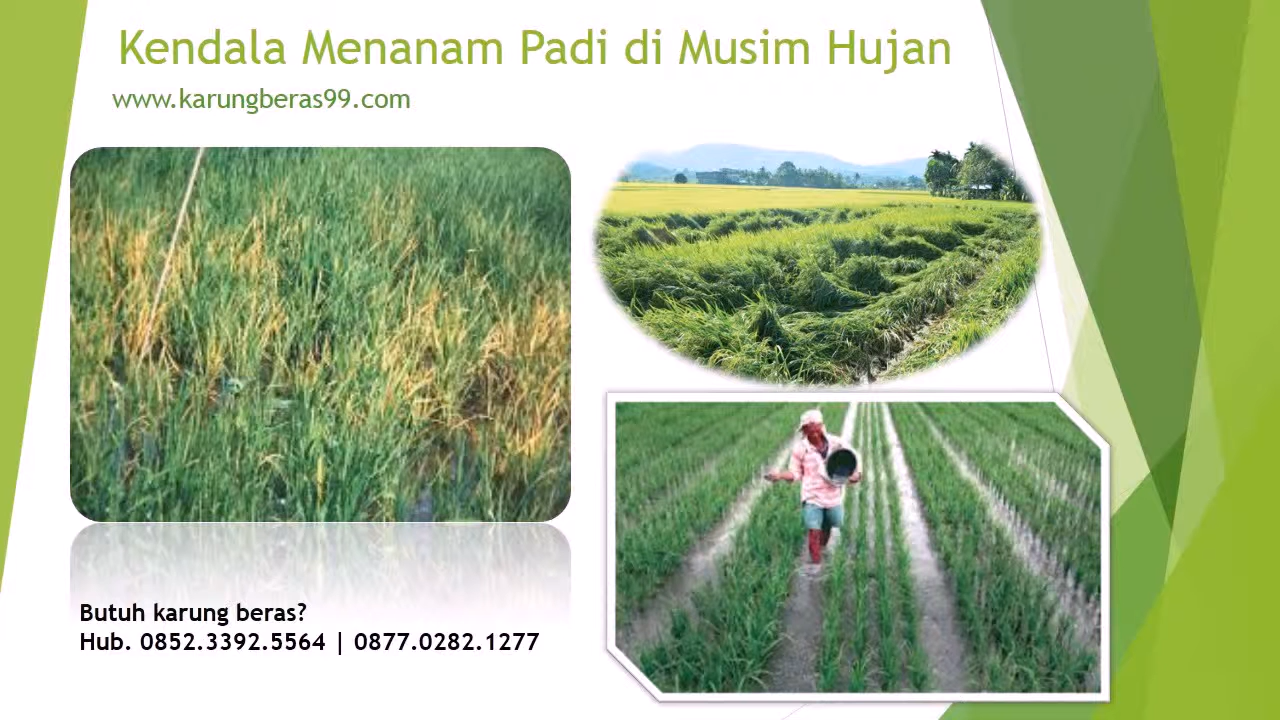 Kendala Menanam Padi di Musim Hujan
www.karungberas99.com
Butuh karung beras?
Hub. 0852.3392.5564 | 0877.0282.1277